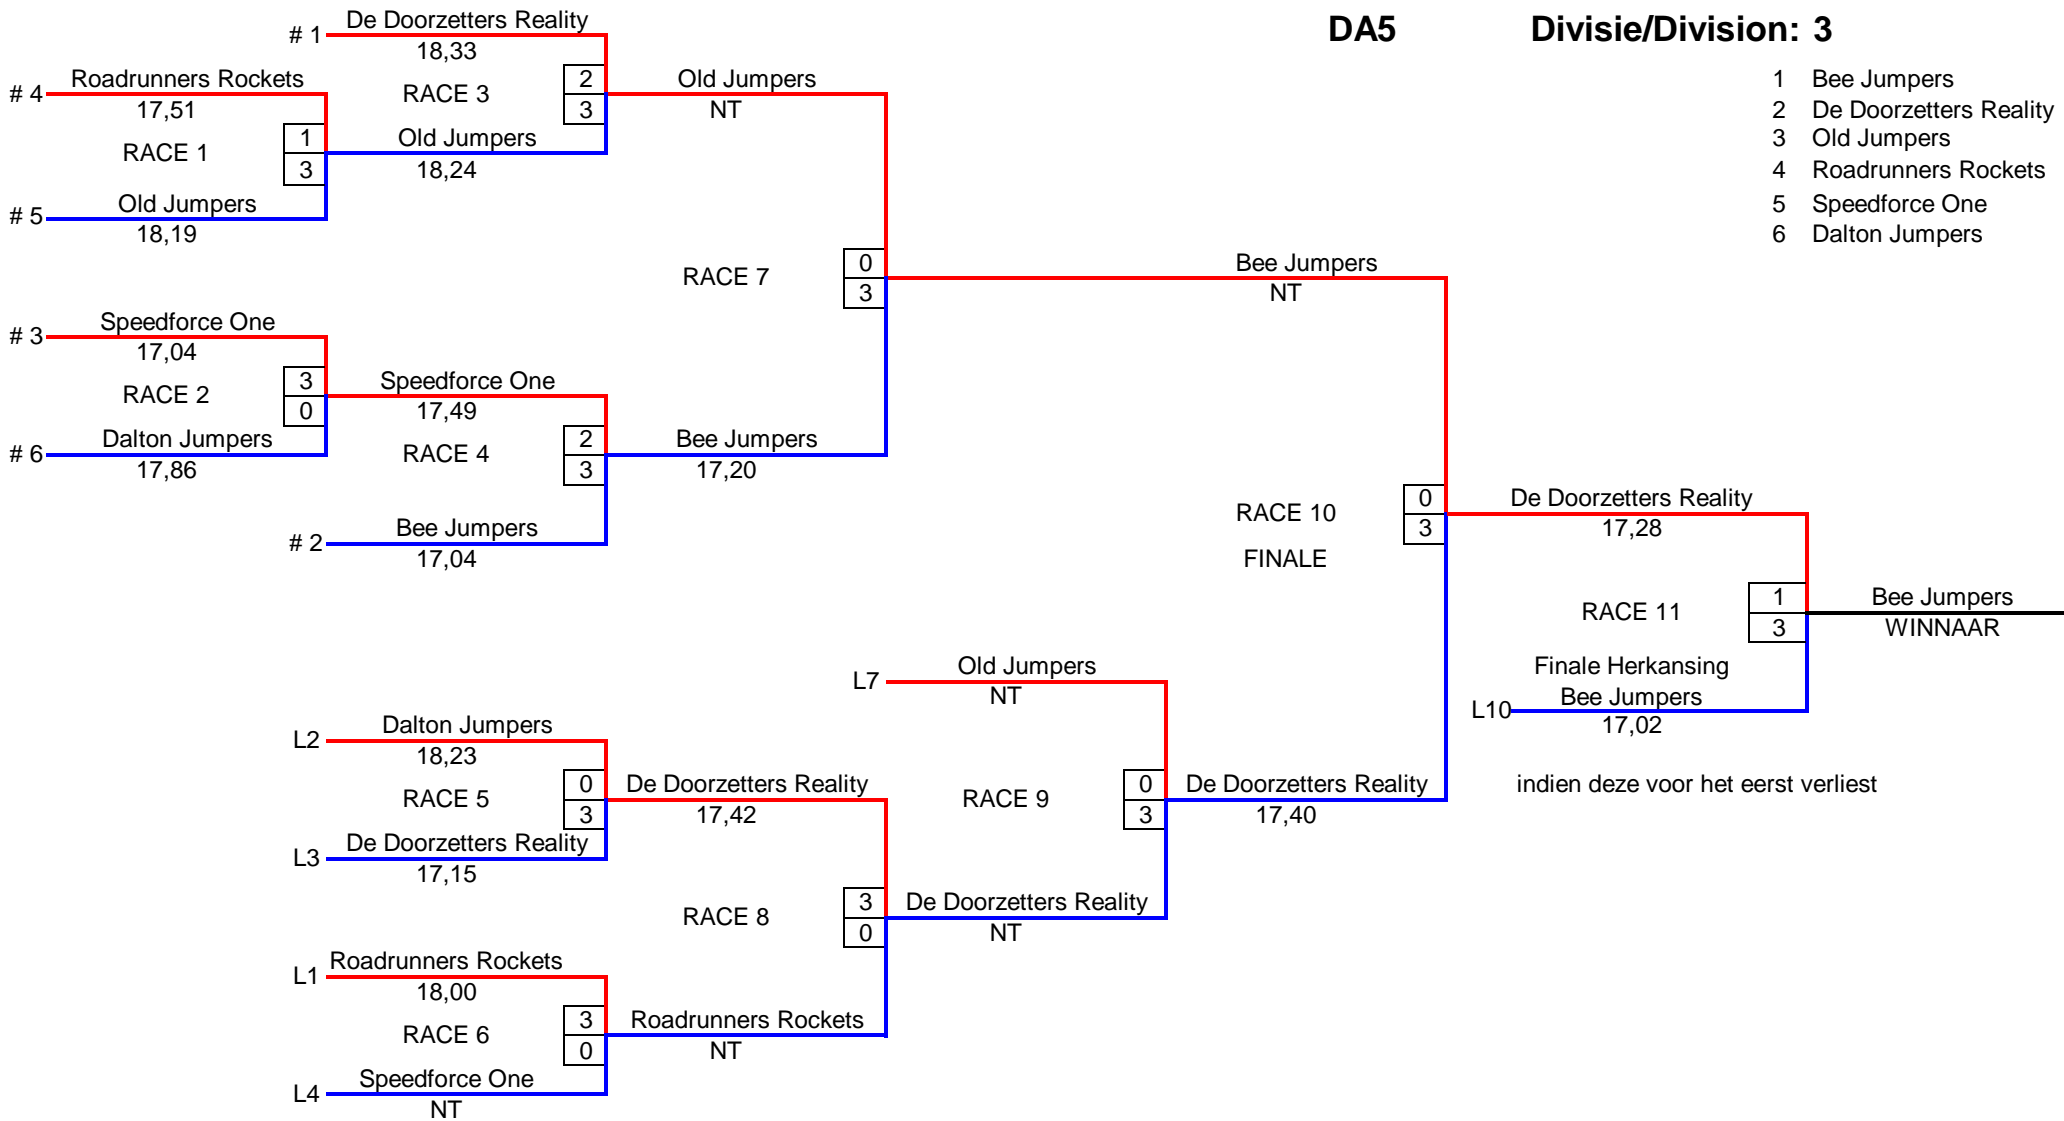 DA5 Divisie/Division: 3
1 Bee Jumpers
2 De Doorzetters Reality
3 Old Jumpers
4 Roadrunners Rockets
5 Speedforce One
6 Dalton Jumpers
# 1 De Doorzetters Reality
18,33
# 4 Roadrunners Rockets
17,51
RACE 3
2
3
Old Jumpers
NT
RACE 1
1
3
Old Jumpers
18,24
# 5 Old Jumpers
18,19
RACE 7
0
3
Bee Jumpers
NT
# 3 Speedforce One
17,04
RACE 2
3
0
Speedforce One
17,49
# 6 Dalton Jumpers
17,86
RACE 4
2
3
Bee Jumpers
17,20
# 2 Bee Jumpers
17,04
RACE 10
FINALE
0
3
De Doorzetters Reality
17,28
RACE 11
1
3
Bee Jumpers
WINNAAR
Finale Herkansing
L10 Bee Jumpers
17,02
indien deze voor het eerst verliest
L7 Old Jumpers
NT
L2 Dalton Jumpers
18,23
RACE 5
0
3
De Doorzetters Reality
17,42
RACE 9
0
3
De Doorzetters Reality
17,40
L3 De Doorzetters Reality
17,15
RACE 8
3
0
De Doorzetters Reality
NT
L1 Roadrunners Rockets
18,00
RACE 6
3
0
Roadrunners Rockets
NT
L4 Speedforce One
NT